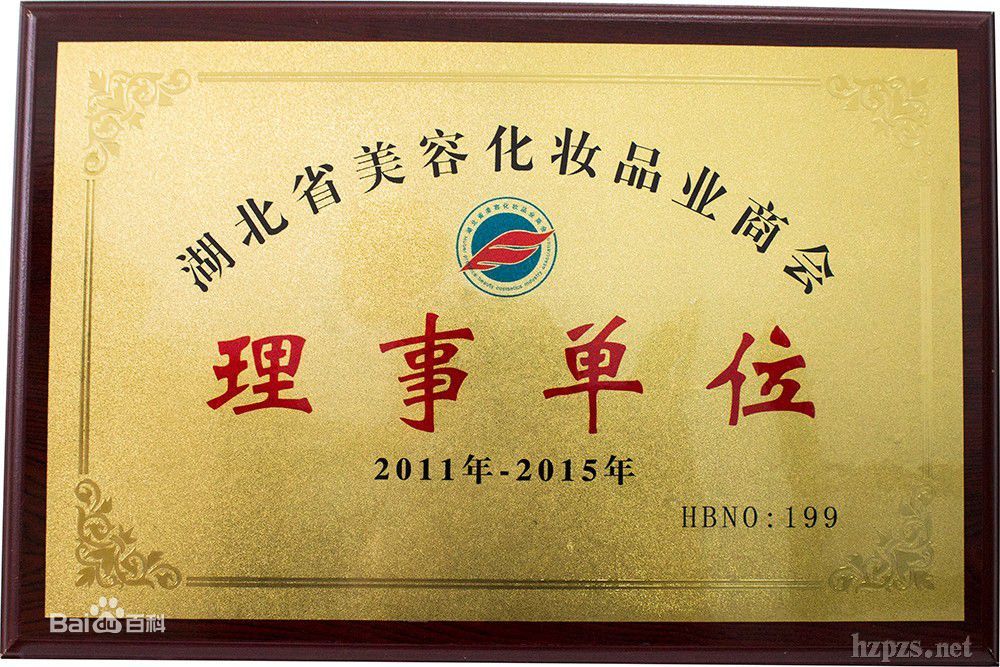 湖北省美容化妆品业商会
理事单位
2011年-2015年
HBNO:199
Bai百科
hzpzs.net